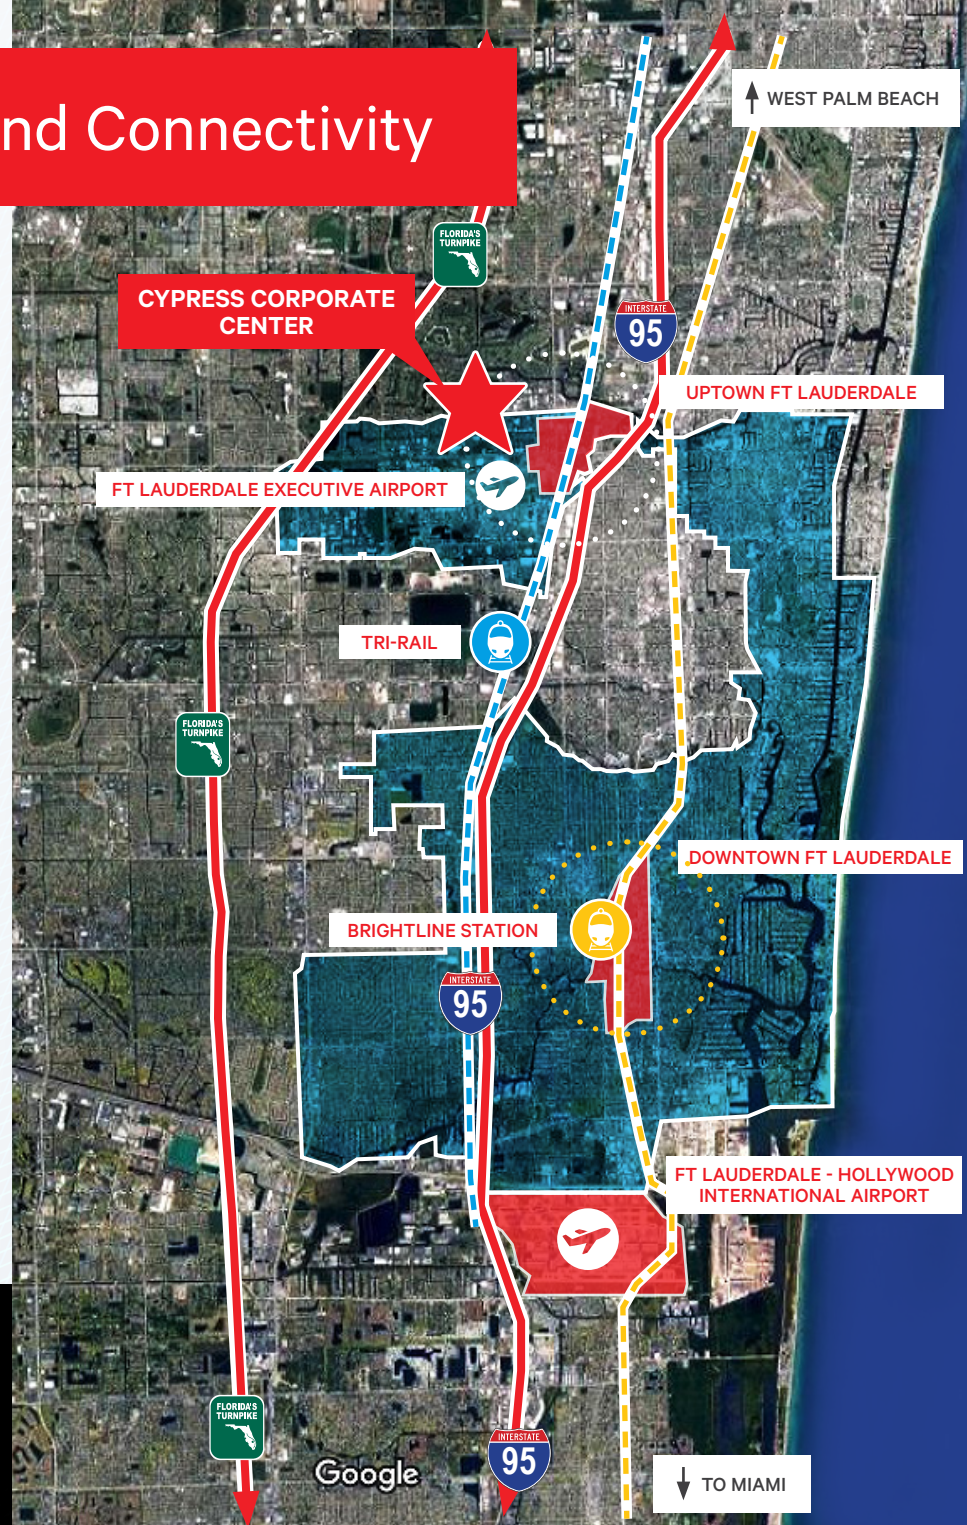 nd Connectivity
WEST PALM BEACH
FLORIDA'S
TURNPIKE
CYPRESS CORPORATE
CENTER
INTERSTATE
95
UPTOWN FT LAUDERDALE
FT LAUDERDALE EXECUTIVE AIRPORT
TRI-RAIL
FLORIDA'S
TURNPIKE
DOWNTOWN FT LAUDERDALE
BRIGHTLINE STATION
INTERSTATE
95
FT LAUDERDALE - HOLLYWOOD
INTERNATIONAL AIRPORT
FLORIDA'S
TURNPIKE
INTERSTATE
95
Google
TO MIAMI